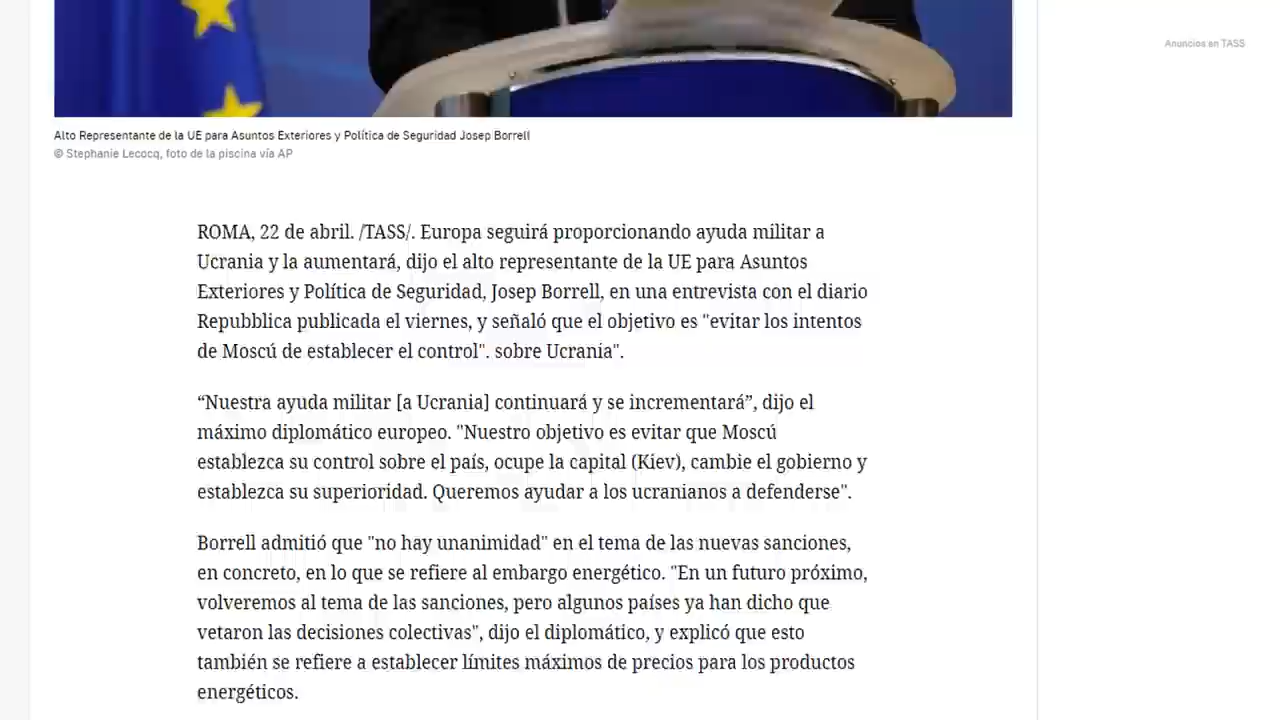 Anuncios en TASS
Alto Representante de la UE para Asuntos Exteriores y Política de Seguridad Josep Borrell
© Stephanie Lecocq, foto de la piscina vía AP
ROMA, 22 de abril. /TASS/. Europa seguirá proporcionando ayuda militar a
Ucrania y la aumentará, dijo el alto representante de la UE para Asuntos
Exteriores y Política de Seguridad, Josep Borrell, en una entrevista con el diario
Repubblica publicada el viernes, y señaló que el objetivo es "evitar los intentos
de Moscú de establecer el control". sobre Ucrania".
“Nuestra ayuda militar [a Ucrania] continuará y se incrementará”, dijo el
máximo diplomático europeo. "Nuestro objetivo es evitar que Moscú
establezca su control sobre el país, ocupe la capital (Kiev), cambie el gobierno y
establezca su superioridad. Queremos ayudar a los ucranianos a defenderse".
Borrell admitió que "no hay unanimidad" en el tema de las nuevas sanciones,
en concreto, en lo que se refiere al embargo energético. "En un futuro próximo,
volveremos al tema de las sanciones, pero algunos países ya han dicho que
vetaron las decisiones colectivas", dijo el diplomático, y explicó que esto
también se refiere a establecer límites máximos de precios para los productos
energéticos.